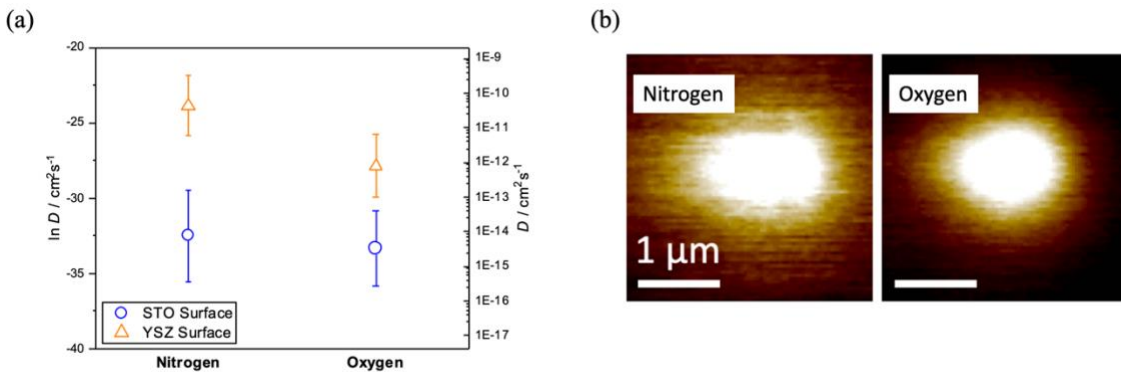 (a)
(b)
-20
-25
-30
-35
-40
ln D / cm²s⁻¹
1E-9
1E-10
1E-11
1E-12
1E-13
1E-14
1E-15
1E-16
1E-17
D / cm²s⁻¹
STO Surface
YSZ Surface
Nitrogen
Oxygen
Nitrogen
1 μm
Oxygen